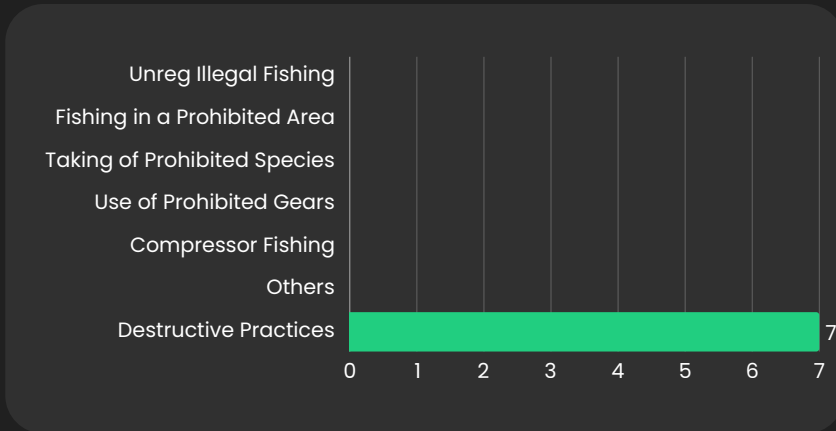 Unreg Illegal Fishing
Fishing in a Prohibited Area
Taking of Prohibited Species
Use of Prohibited Gears
Compressor Fishing
Others
Destructive Practices
7
0 1 2 3 4 5 6 7